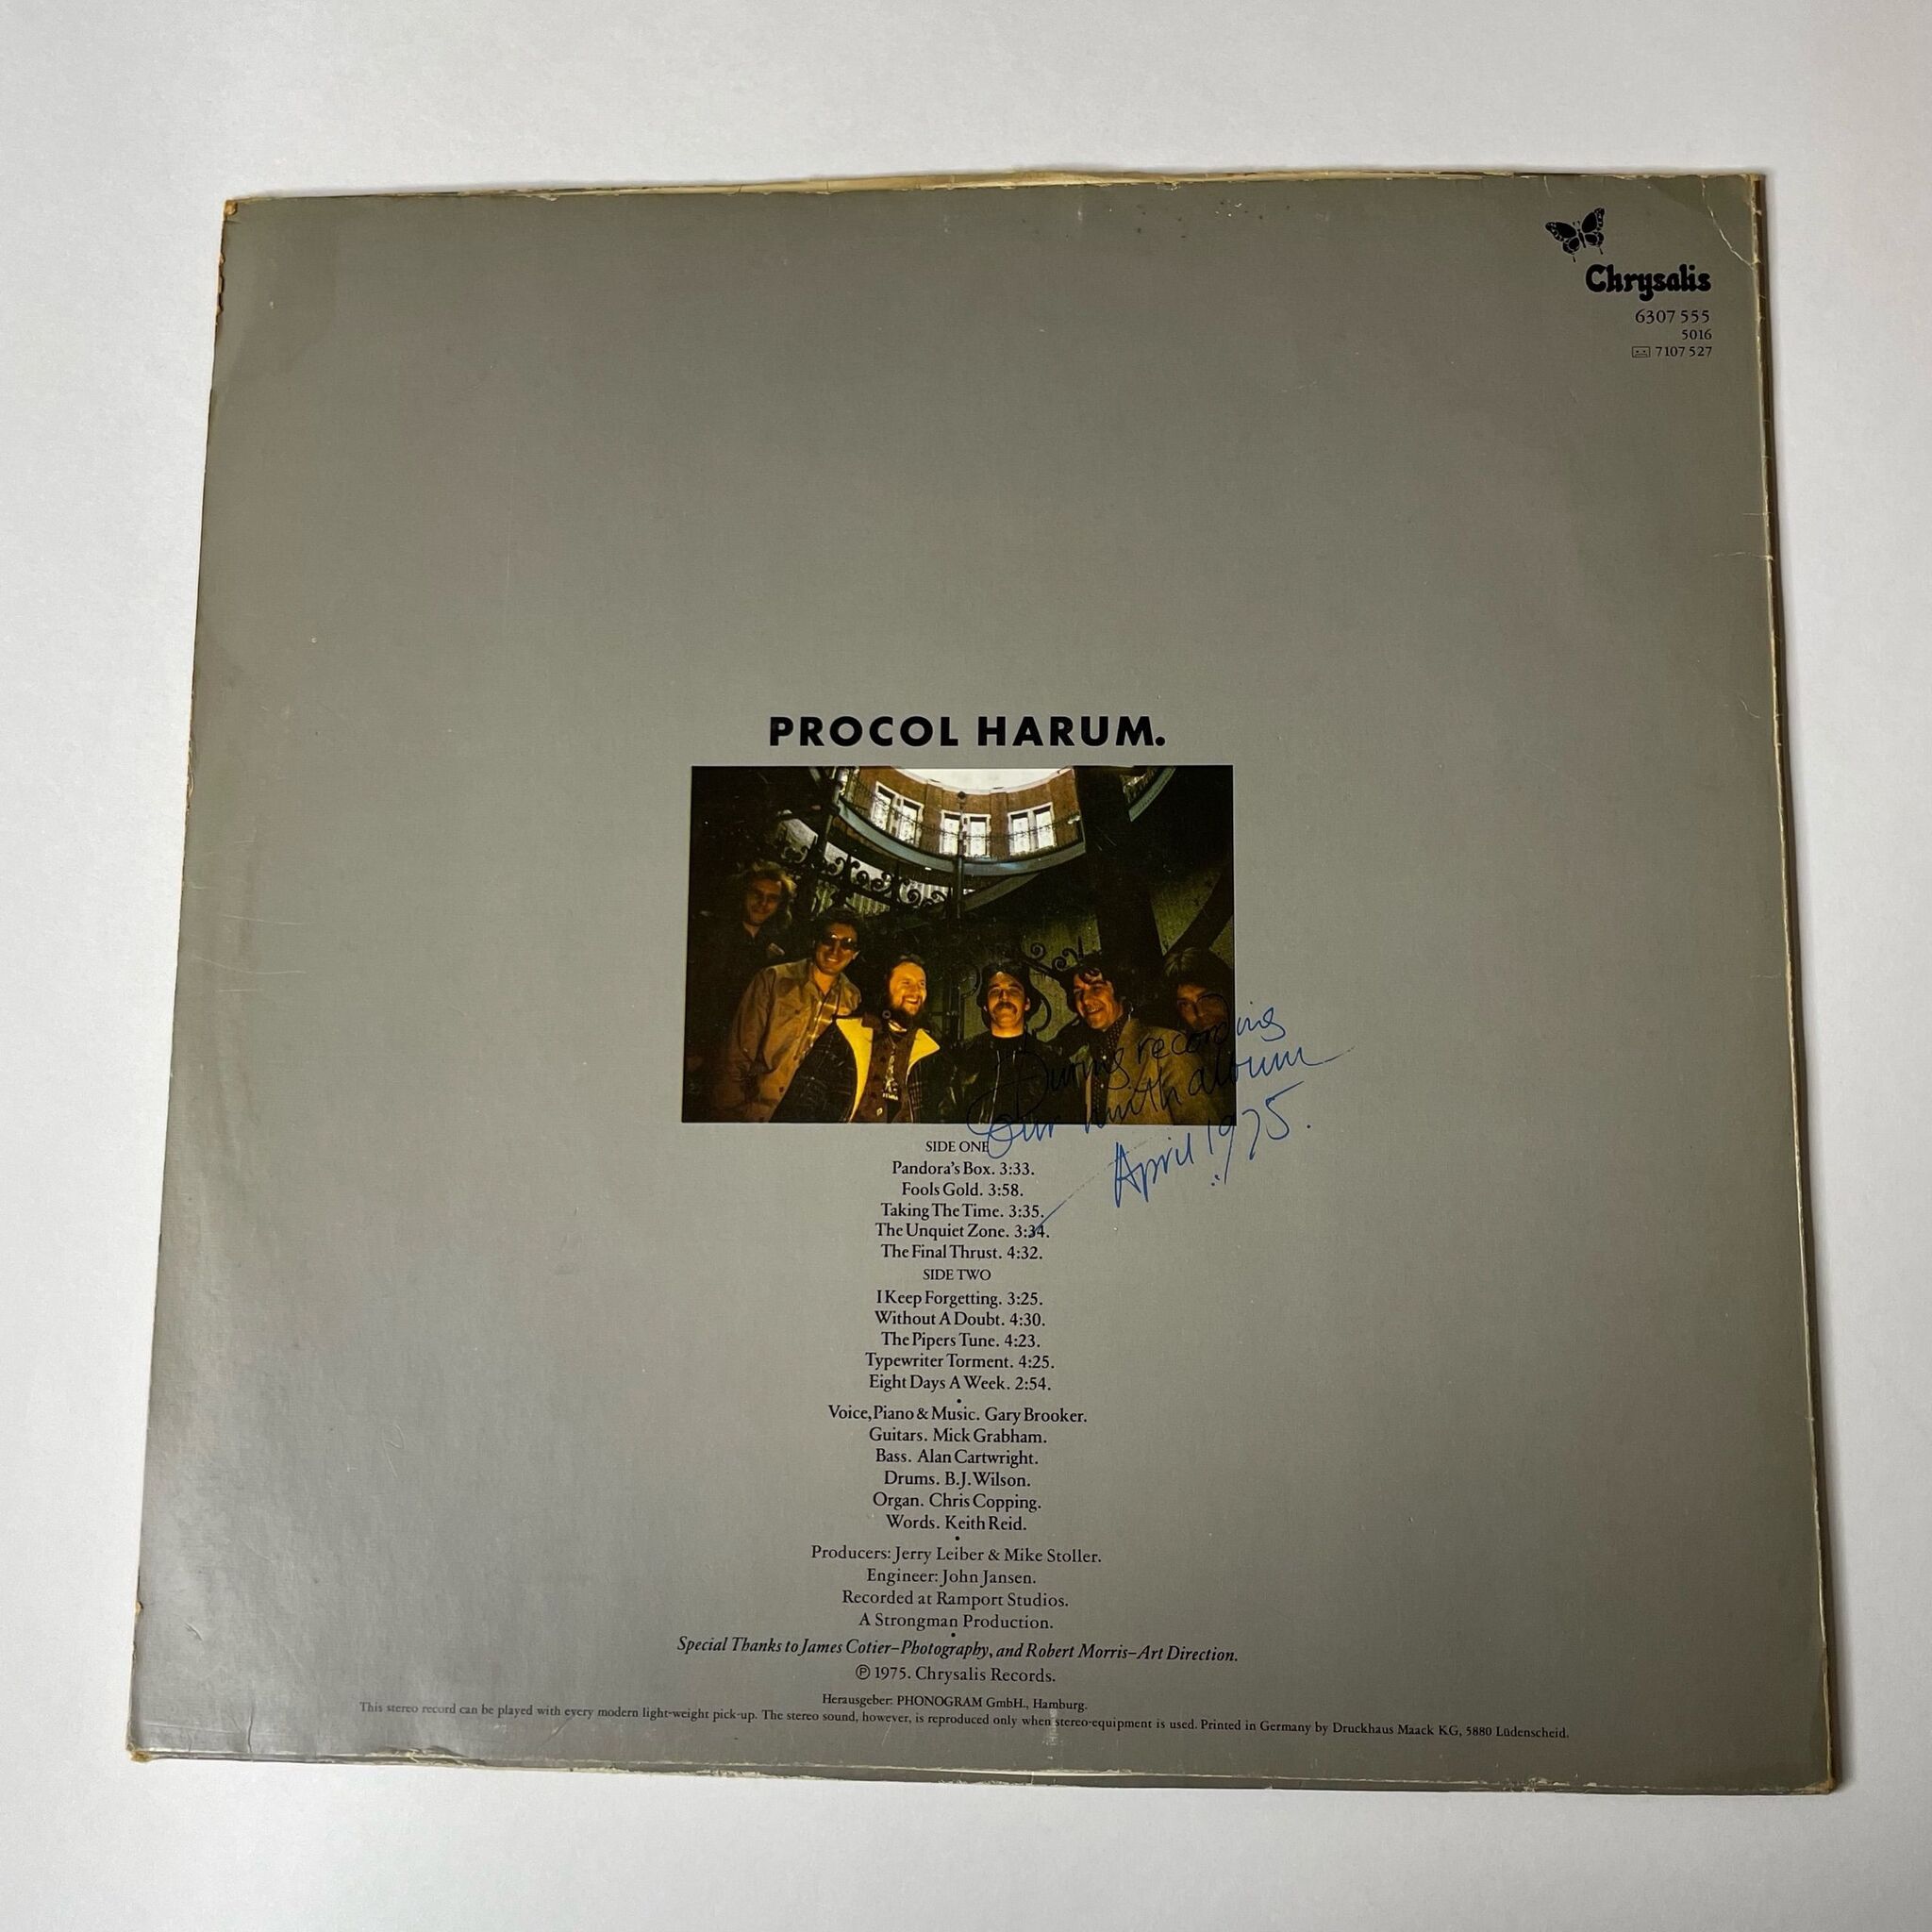 Chrysalis
6307 555
5016
7107 527
PROCOL HARUM.
During recording
Our ninth album
April 1975.
SIDE ONE
Pandora's Box. 3:33.
Fools Gold. 3:58.
Taking The Time. 3:35.
The Unquiet Zone. 3:34.
The Final Thrust. 4:32.
SIDE TWO
I Keep Forgetting. 3:25.
Without A Doubt. 4:30.
The Pipers Tune. 4:23.
Typewriter Torment. 4:25.
Eight Days A Week. 2:54.
Voice, Piano & Music. Gary Brooker.
Guitars. Mick Grabham.
Bass. Alan Cartwright.
Drums. B.J. Wilson.
Organ. Chris Copping.
Words. Keith Reid.
Producers: Jerry Leiber & Mike Stoller.
Engineer: John Jansen.
Recorded at Ramport Studios.
A Strongman Production.
Special Thanks to James Cotier–Photography, and Robert Morris–Art Direction.
℗ 1975. Chrysalis Records.
Herausgeber: PHONOGRAM GmbH., Hamburg.
This stereo record can be played with every modern light-weight pick-up. The stereo sound, however, is reproduced only when stereo-equipment is used. Printed in Germany by Druckhaus Maack KG, 5880 Lüdenscheid.